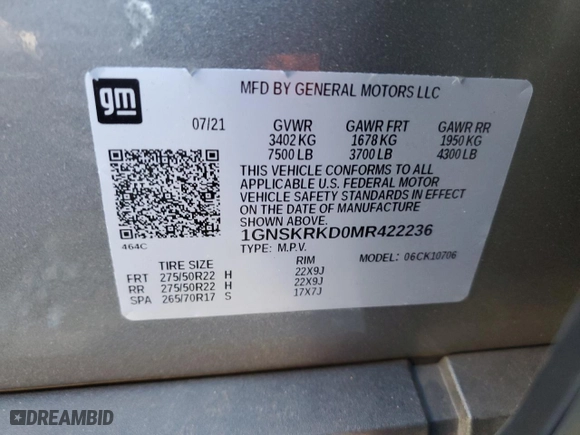 gm
MFD BY GENERAL MOTORS LLC
07/21 GVWR GAWR FRT GAWR RR
3402 KG 1678 KG 1950 KG
7500 LB 3700 LB 4300 LB
THIS VEHICLE CONFORMS TO ALL
APPLICABLE U.S. FEDERAL MOTOR
VEHICLE SAFETY STANDARDS IN EFFECT
ON THE DATE OF MANUFACTURE
SHOWN ABOVE.
464C
1GNSKRKD0MR422236
TYPE: M.P.V. MODEL: 06CK10706
TIRE SIZE RIM
FRT 275/50R22 H 22X9J
RR 275/50R22 H 22X9J
SPA 265/70R17 S 17X7J
© DREAMBID